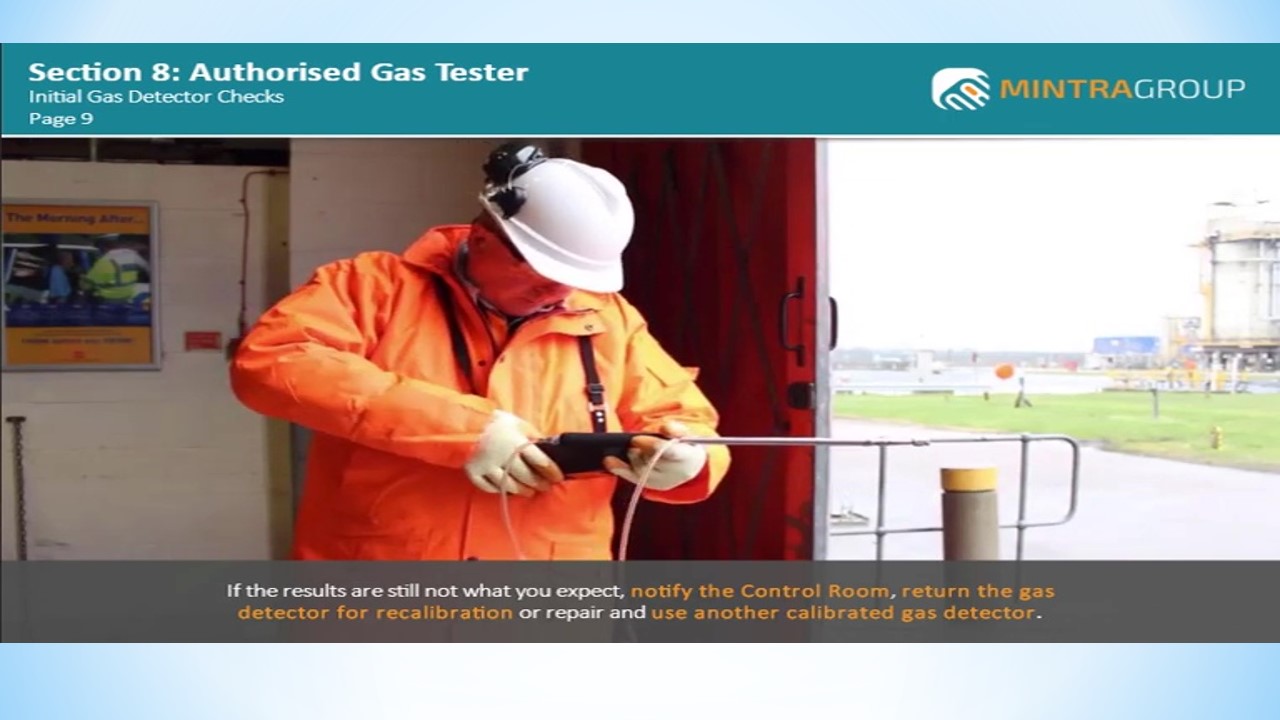 Section 8: Authorised Gas Tester
Initial Gas Detector Checks
Page 9
MINTRAGROUP
The Morning After...
If the results are still not what you expect, notify the Control Room, return the gas
detector for recalibration or repair and use another calibrated gas detector.